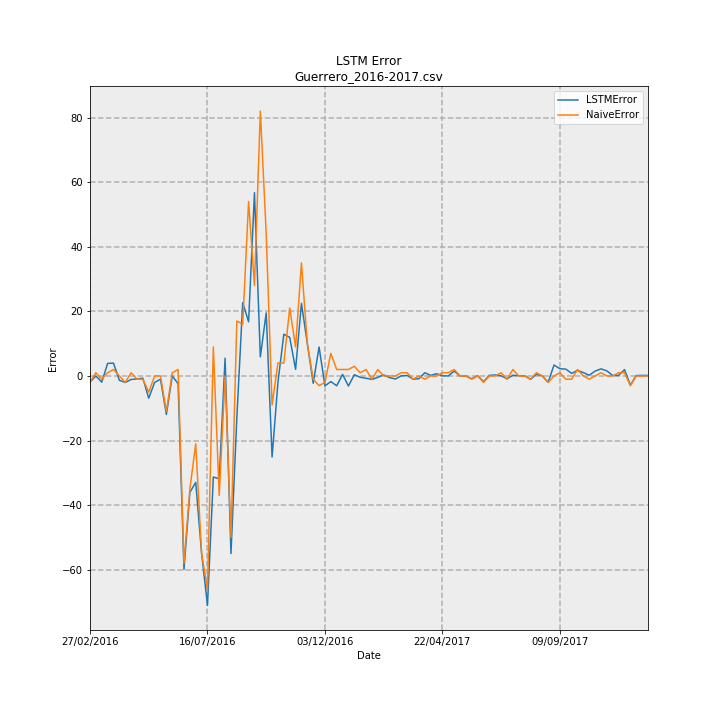 LSTM Error
Guerrero_2016-2017.csv
LSTMError
NaiveError
80
60
40
20
0
−20
−40
−60
Error
27/02/2016
16/07/2016
03/12/2016
22/04/2017
09/09/2017
Date